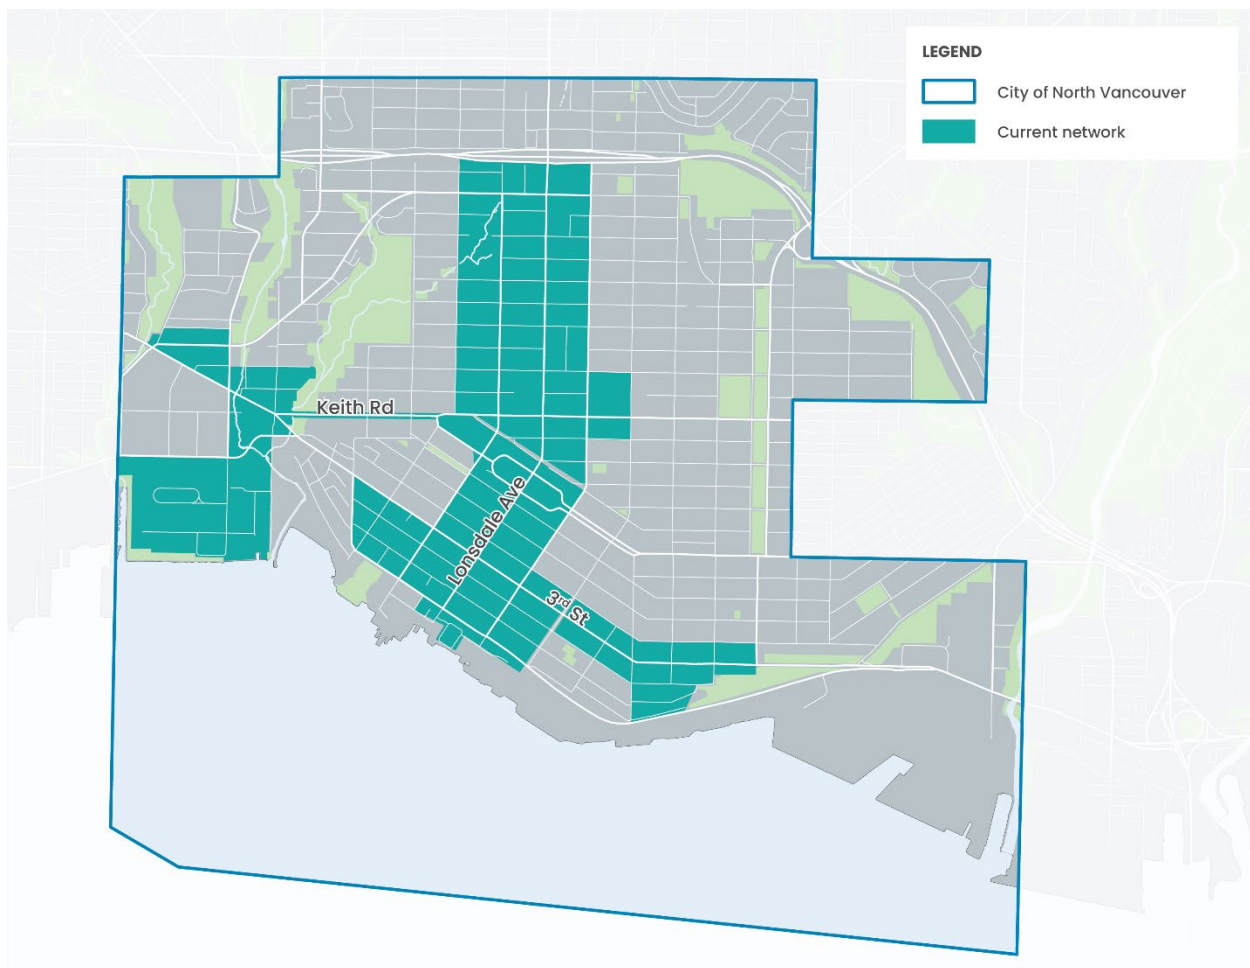 LEGEND
City of North Vancouver
Current network
Keith Rd
Lonsdale Ave
3rd St